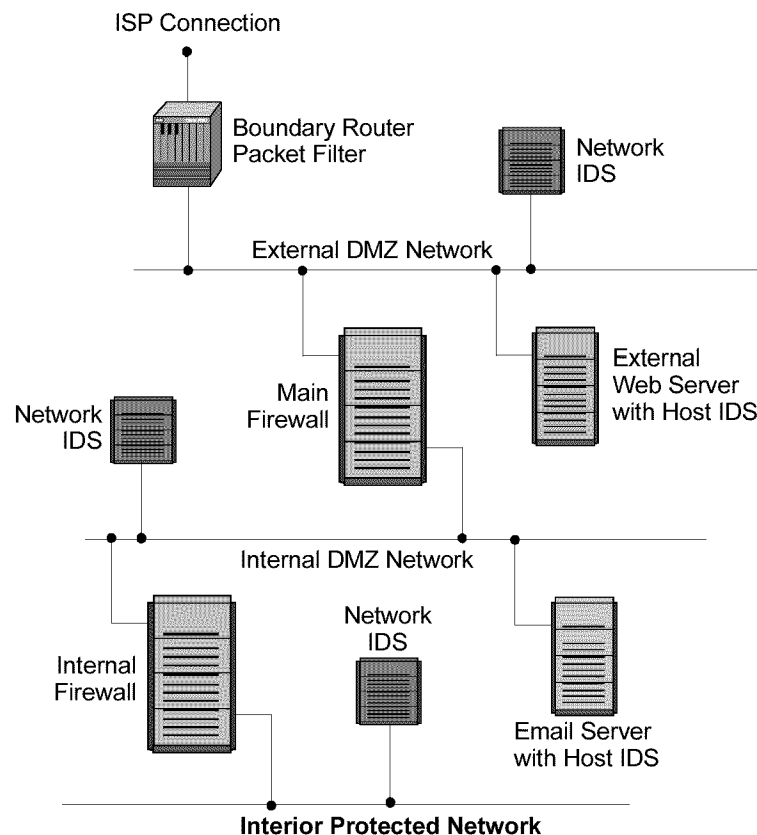 ISP Connection
Boundary Router
Packet Filter
Network
IDS
External DMZ Network
Main
Firewall
External
Web Server
with Host IDS
Network
IDS
Internal DMZ Network
Internal
Firewall
Network
IDS
Email Server
with Host IDS
Interior Protected Network